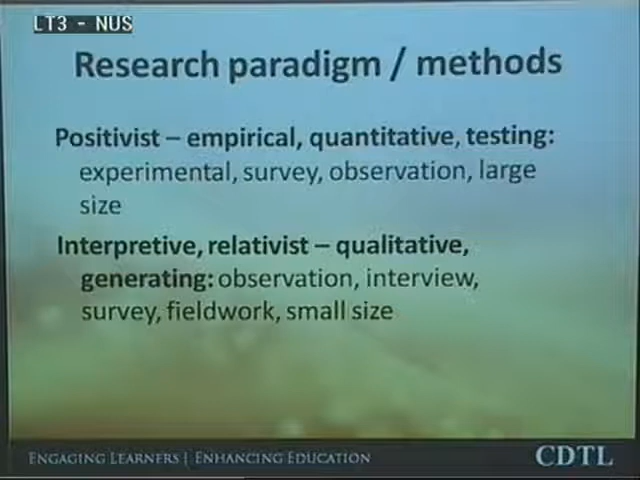 LT3 - NUS
Research paradigm / methods
Positivist – empirical, quantitative, testing:
experimental, survey, observation, large
size
Interpretive, relativist – qualitative,
generating: observation, interview,
survey, fieldwork, small size
Engaging Learners | Enhancing Education
CDTL